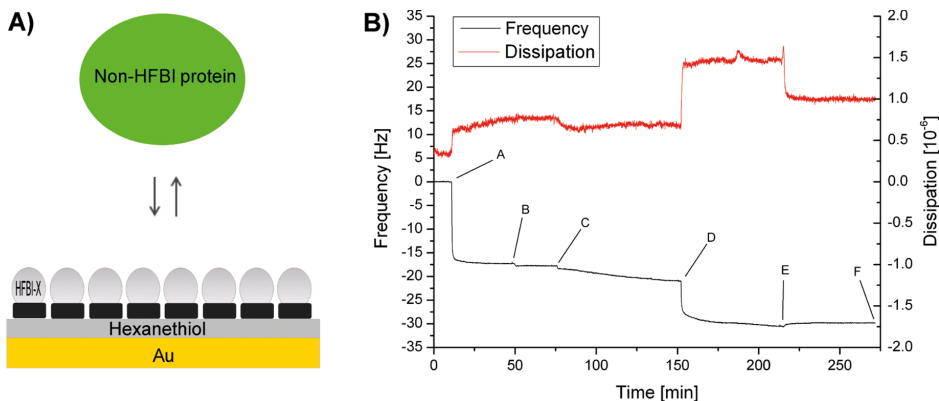 A)
Non-HFBI protein
HFBI-X
Hexanethiol
Au
B)
Frequency
Dissipation
Frequency [Hz]
35
30
25
20
15
10
5
0
-5
-10
-15
-20
-25
-30
-35
A
B
C
D
E
F
2.0
1.5
1.0
0.5
0.0
-0.5
-1.0
-1.5
-2.0
Dissipation [10⁻⁶]
0
50
100
150
200
250
Time [min]